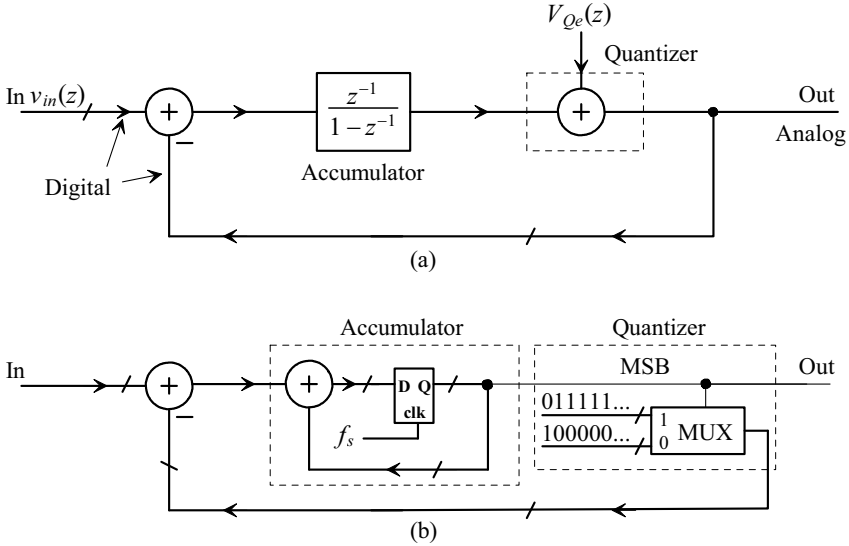 V_{Qe}(z)
Quantizer
In v_{in}(z)
+
−
\frac{z^{-1}}{1-z^{-1}}
+
Out
Analog
Digital
Accumulator
(a)
Accumulator
Quantizer
In
+
−
+
D Q
clk
f_s
MSB
Out
011111...
100000...
1
0
MUX
(b)